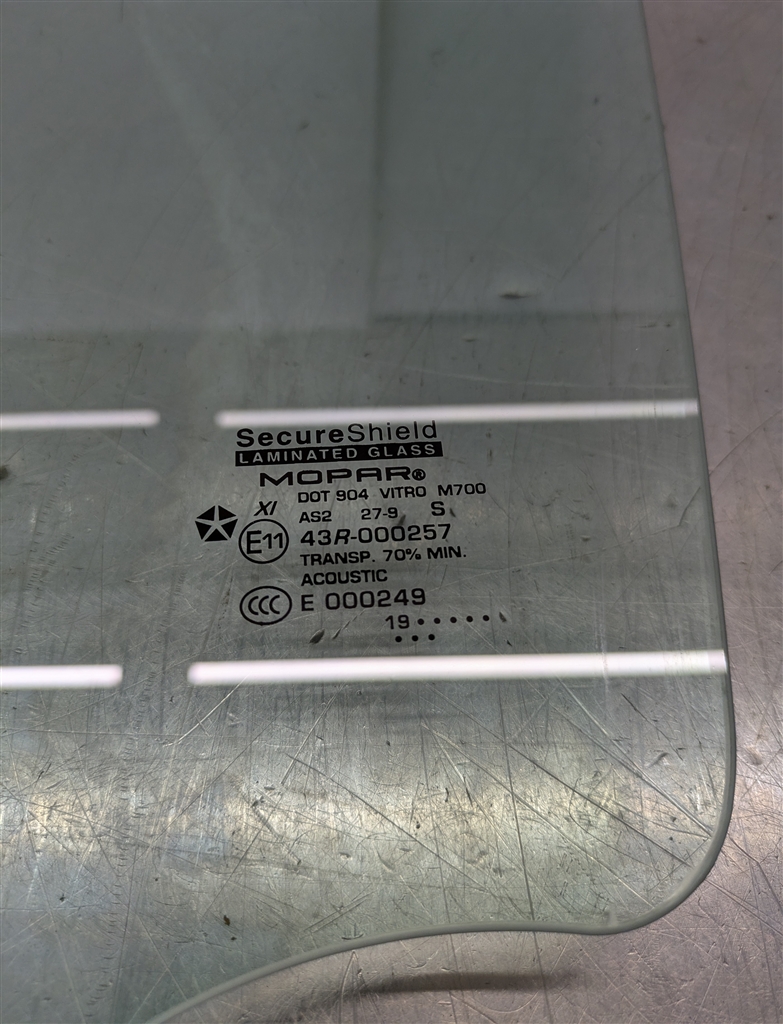 SecureShield
LAMINATED GLASS
MOPAR®
DOT 904 VITRO M700
XI AS2 27-9 S
E11 43R-000257
TRANSP. 70% MIN.
ACOUSTIC
CCC E 000249
19 • • • • •
• • •